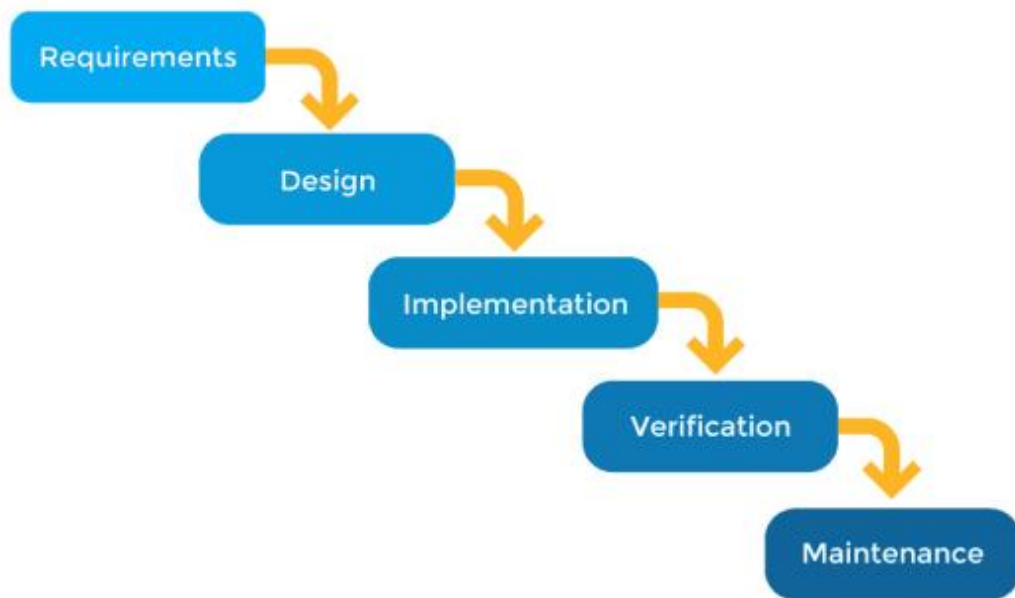 Requirements
Design
Implementation
Verification
Maintenance